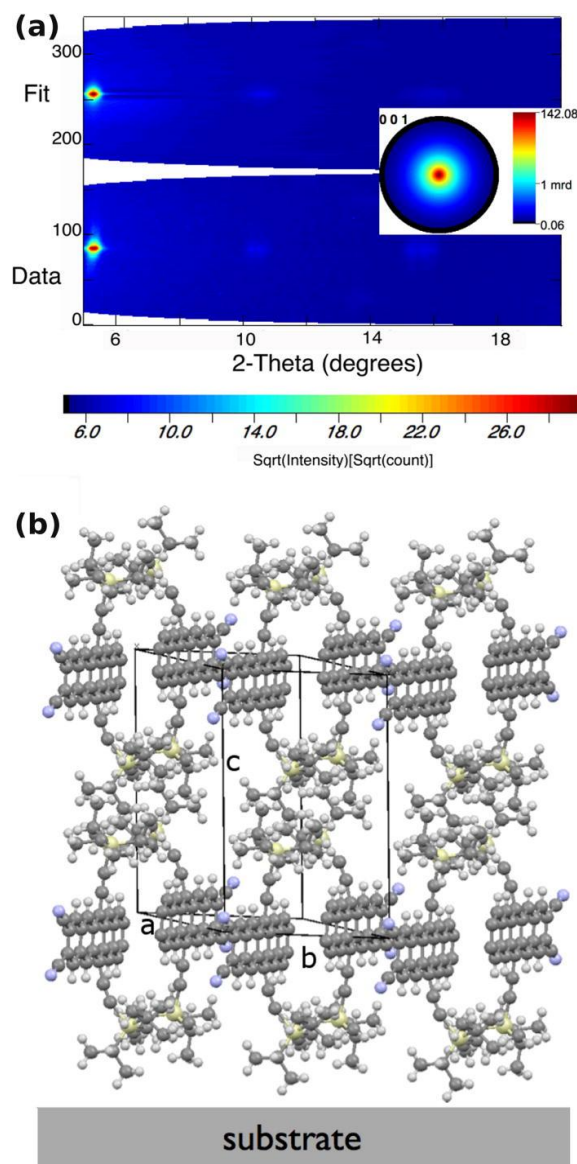 (a)
300
Fit
200
100
Data
0
0 0 1
142.08
1 mrd
0.06
6 10 14 18
2-Theta (degrees)
6.0 10.0 14.0 18.0 22.0 26.0
Sqrt(Intensity)[Sqrt(count)]
(b)
c
a
b
substrate